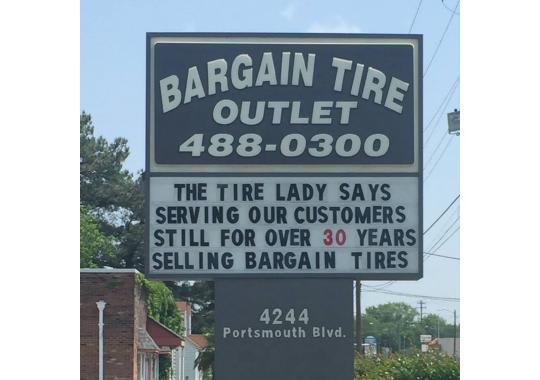 BARGAIN TIRE
OUTLET
488-0300
THE TIRE LADY SAYS
SERVING OUR CUSTOMERS
STILL FOR OVER 30 YEARS
SELLING BARGAIN TIRES
4244
Portsmouth Blvd.